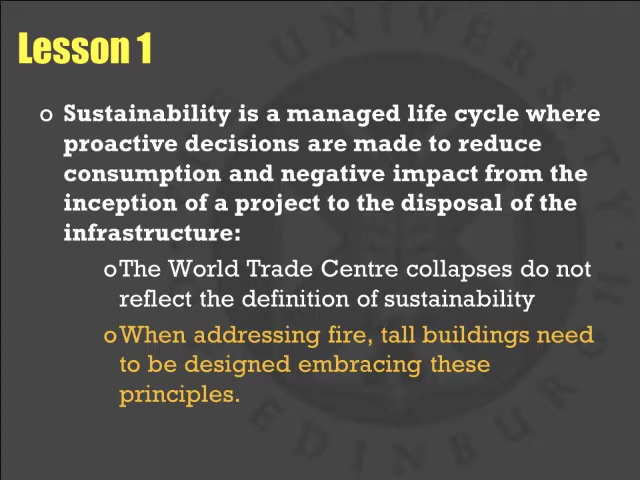 Lesson 1
o Sustainability is a managed life cycle where
proactive decisions are made to reduce
consumption and negative impact from the
inception of a project to the disposal of the
infrastructure:
o The World Trade Centre collapses do not
reflect the definition of sustainability
o When addressing fire, tall buildings need
to be designed embracing these
principles.
UNIVERSITY
EDINBURGH